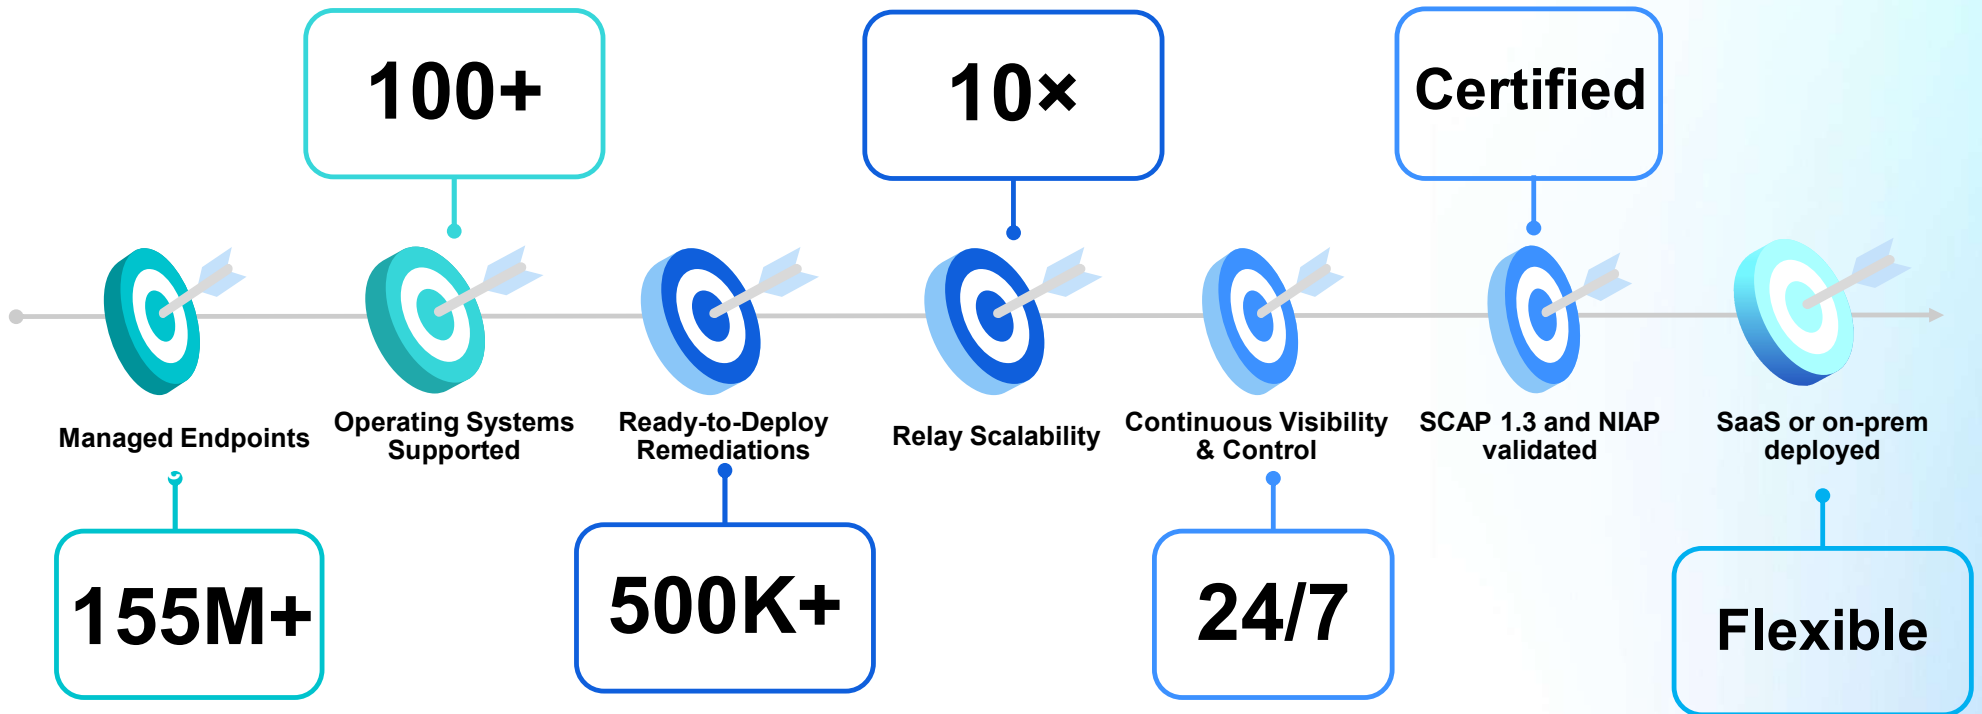 100+
10×
Certified
Managed Endpoints
Operating Systems
Supported
Ready-to-Deploy
Remediations
Relay Scalability
Continuous Visibility
& Control
SCAP 1.3 and NIAP
validated
SaaS or on-prem
deployed
155M+
500K+
24/7
Flexible